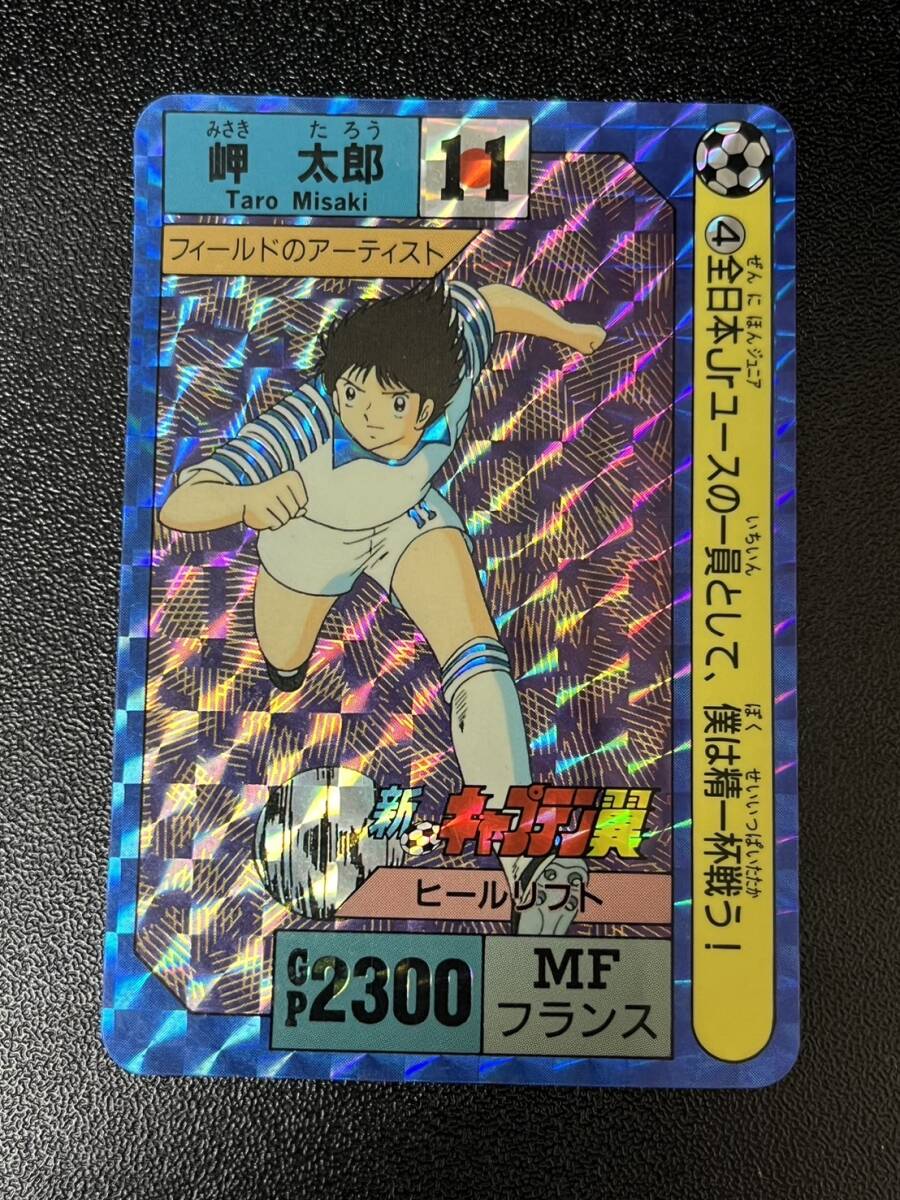 みさき たろう
岬 太郎
Taro Misaki
11
フィールドのアーティスト
11
新キャプテン翼
ヒールリフト
GP2300
MF
フランス
④全日本Jrユースの一員として、僕は精一杯戦う!
ぜんにほんジュニア いちいん ぼく せいいっぱいたたか